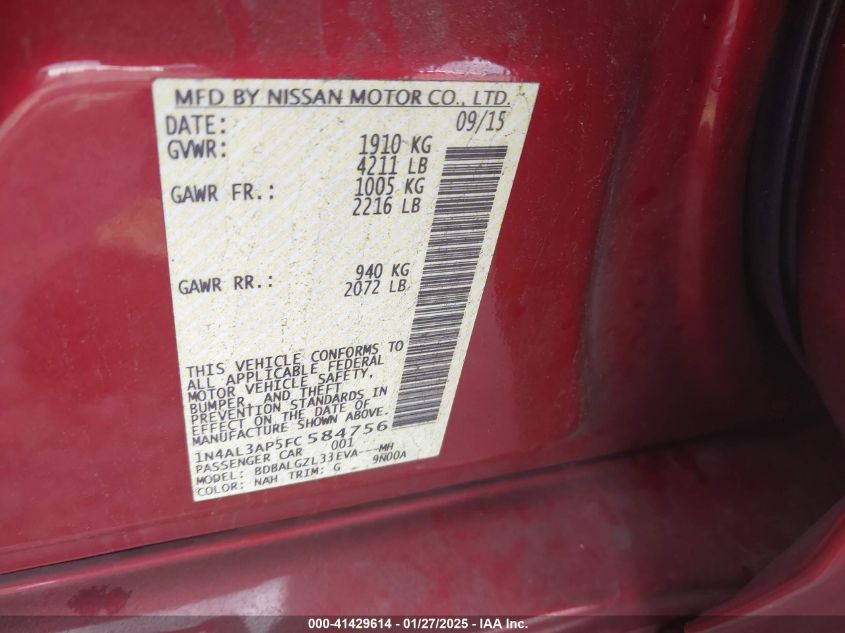 MFD BY NISSAN MOTOR CO., LTD.
DATE: 09/15
GVWR: 1910 KG
4211 LB
GAWR FR.: 1005 KG
2216 LB
GAWR RR.: 940 KG
2072 LB
THIS VEHICLE CONFORMS TO
ALL APPLICABLE FEDERAL
MOTOR VEHICLE SAFETY,
BUMPER, AND THEFT
PREVENTION STANDARDS IN
EFFECT ON THE DATE OF
MANUFACTURE SHOWN ABOVE.
1N4AL3AP5FC584756
PASSENGER CAR 001
MODEL: BDBALGZL33EVA---MH
COLOR: NAH TRIM: G 9N00A
000-41429614 / 01/27/2025 / IAA Inc.